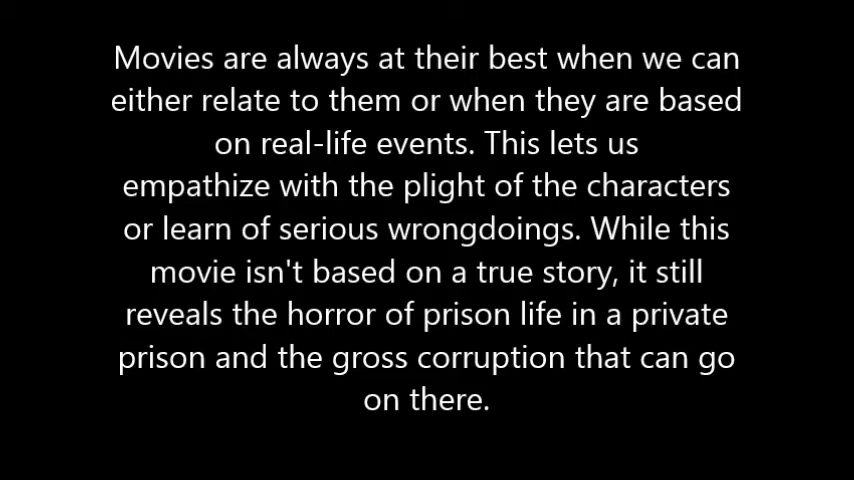 Movies are always at their best when we can
either relate to them or when they are based
on real-life events. This lets us
empathize with the plight of the characters
or learn of serious wrongdoings. While this
movie isn't based on a true story, it still
reveals the horror of prison life in a private
prison and the gross corruption that can go
on there.